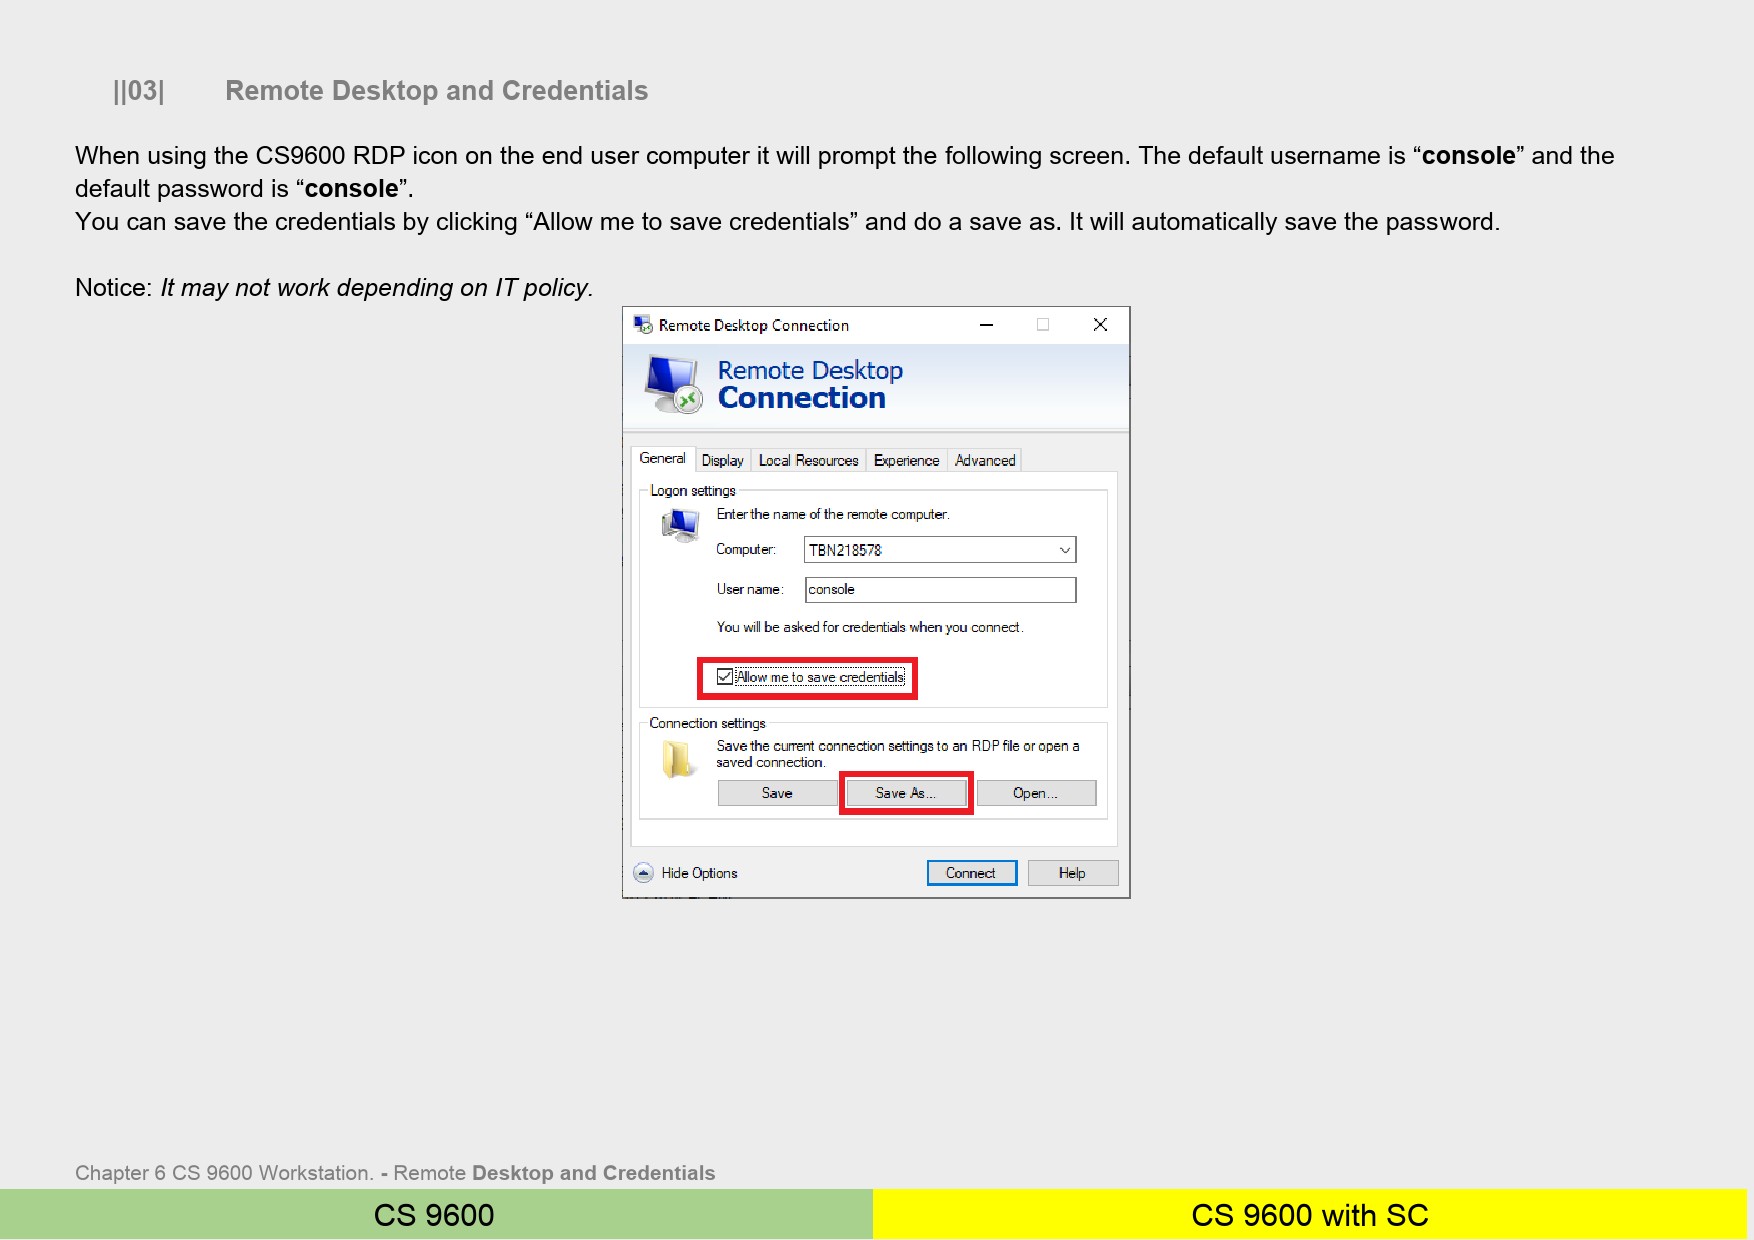 ||03| Remote Desktop and Credentials
When using the CS9600 RDP icon on the end user computer it will prompt the following screen. The default username is “console” and the
default password is “console”.
You can save the credentials by clicking “Allow me to save credentials” and do a save as. It will automatically save the password.
Notice: It may not work depending on IT policy.
Remote Desktop Connection
Remote Desktop
Connection
General Display Local Resources Experience Advanced
Logon settings
Enter the name of the remote computer.
Computer: TBN218578
User name: console
You will be asked for credentials when you connect.
Allow me to save credentials
Connection settings
Save the current connection settings to an RDP file or open a
saved connection.
Save Save As... Open...
Hide Options Connect Help
Chapter 6 CS 9600 Workstation. - Remote Desktop and Credentials
CS 9600 CS 9600 with SC